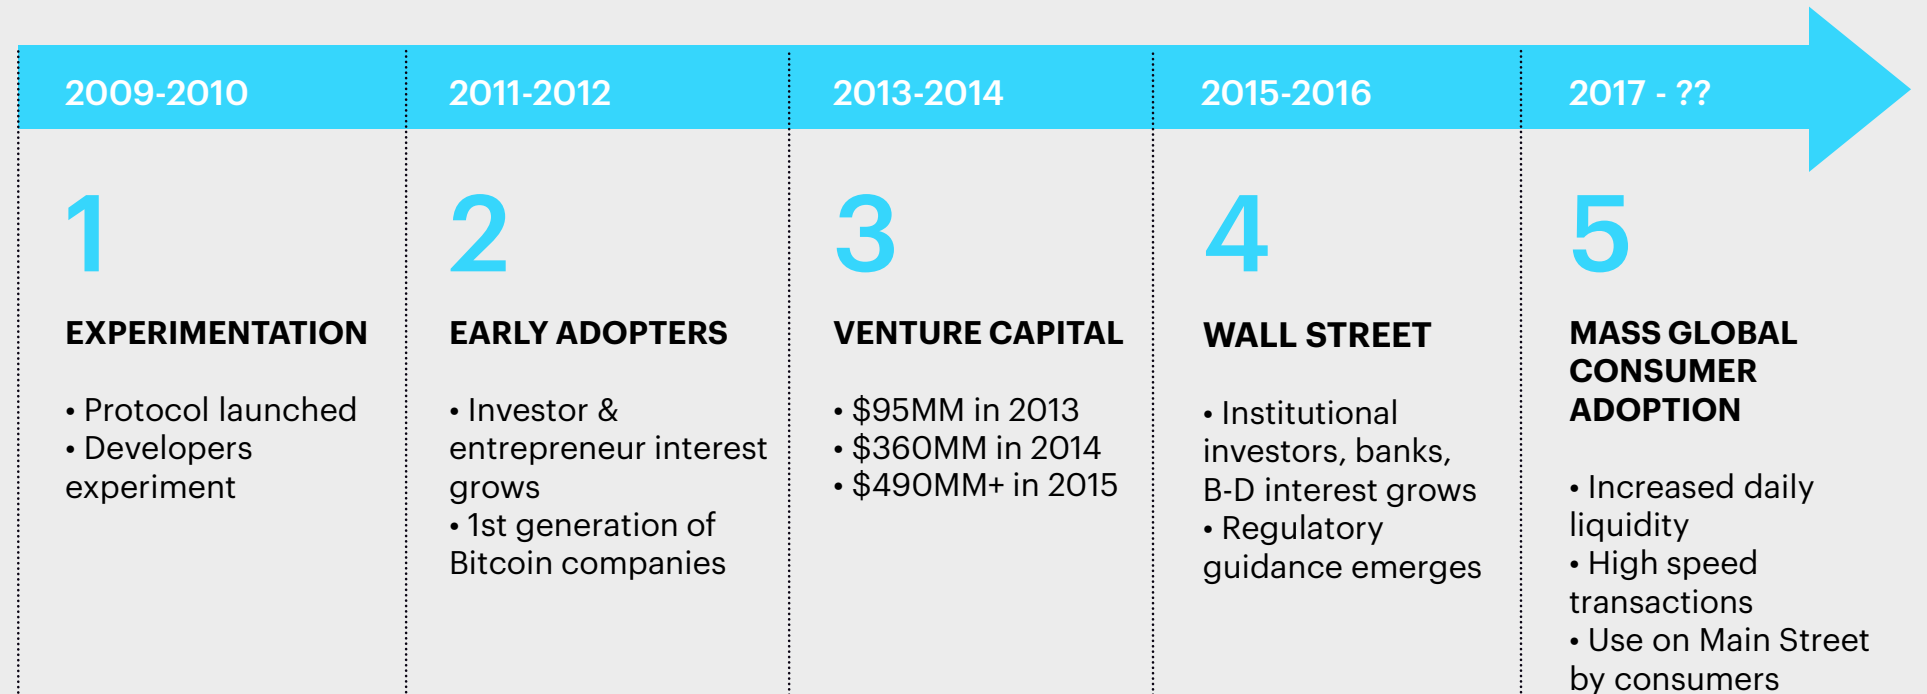 2009-2010
2011-2012
2013-2014
2015-2016
2017 - ??
1
EXPERIMENTATION
• Protocol launched
• Developers
experiment
2
EARLY ADOPTERS
• Investor &
entrepreneur interest
grows
• 1st generation of
Bitcoin companies
3
VENTURE CAPITAL
• $95MM in 2013
• $360MM in 2014
• $490MM+ in 2015
4
WALL STREET
• Institutional
investors, banks,
B-D interest grows
• Regulatory
guidance emerges
5
MASS GLOBAL
CONSUMER
ADOPTION
• Increased daily
liquidity
• High speed
transactions
• Use on Main Street
by consumers